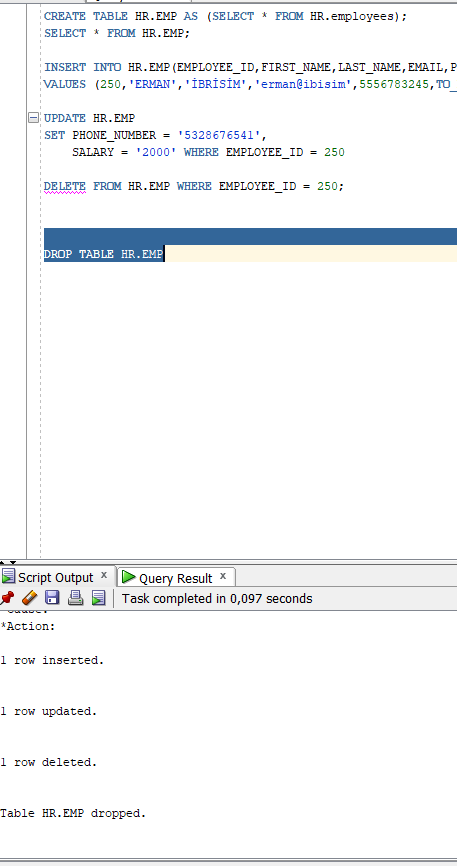 CREATE TABLE HR.EMP AS (SELECT * FROM HR.employees);
SELECT * FROM HR.EMP;
INSERT INTO HR.EMP(EMPLOYEE_ID,FIRST_NAME,LAST_NAME,EMAIL,P
VALUES (250,'ERMAN','İBRİSİM','erman@ibisim',5556783245,TO_
UPDATE HR.EMP
SET PHONE_NUMBER = '5328676541',
SALARY = '2000' WHERE EMPLOYEE_ID = 250
DELETE FROM HR.EMP WHERE EMPLOYEE_ID = 250;
DROP TABLE HR.EMP
Script Output x Query Result x
Task completed in 0,097 seconds
*Action:
1 row inserted.
1 row updated.
1 row deleted.
Table HR.EMP dropped.